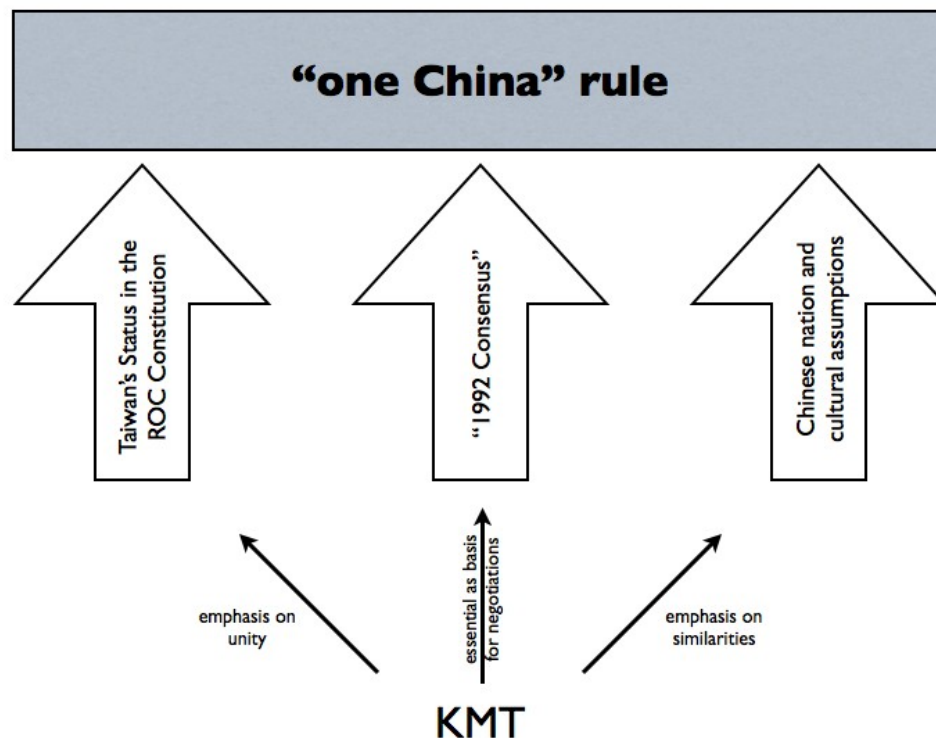 “one China” rule
Taiwan’s Status in the
ROC Constitution
“1992 Consensus”
Chinese nation and
cultural assumptions
emphasis on
unity
essential as basis
for negotiations
emphasis on
similarities
KMT